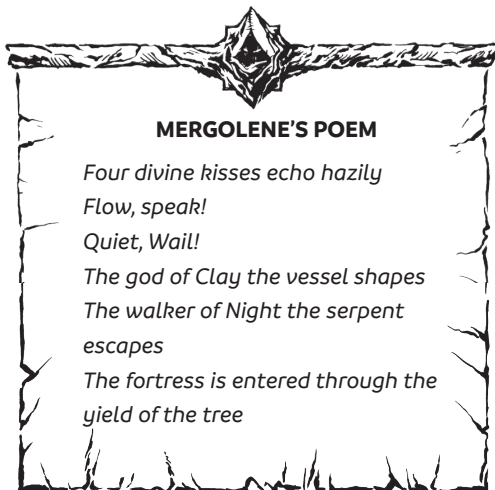 MERGOLENE'S POEM
Four divine kisses echo hazily
Flow, speak!
Quiet, Wail!
The god of Clay the vessel shapes
The walker of Night the serpent
escapes
The fortress is entered through the
yield of the tree